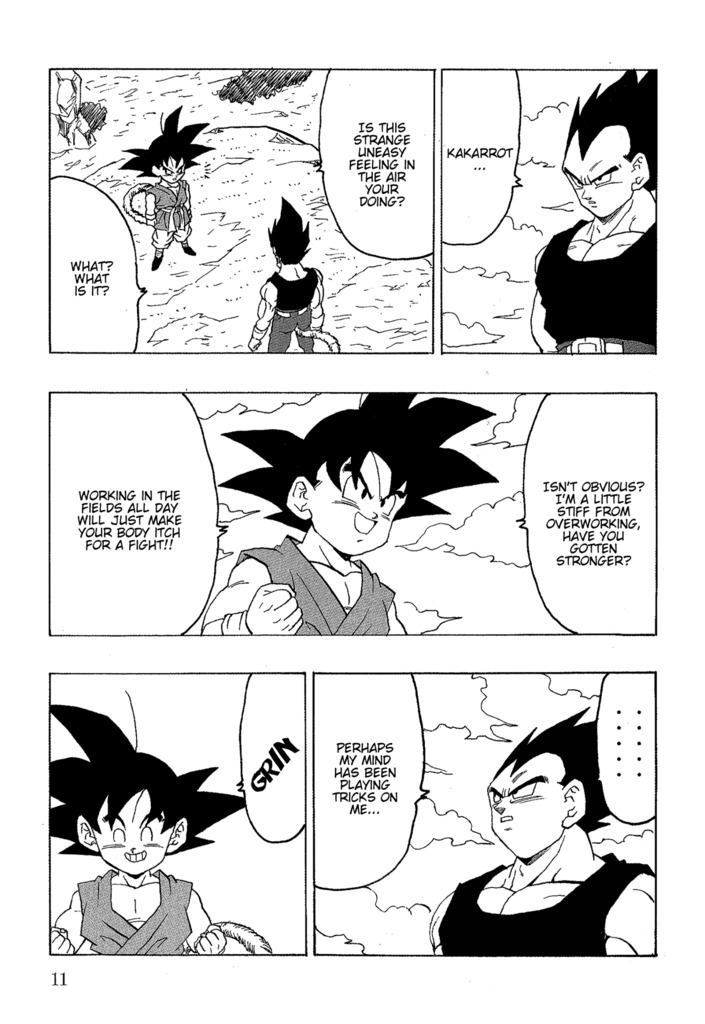 KAKARROT
...
IS THIS
STRANGE
UNEASY
FEELING IN
THE AIR
YOUR
DOING?
WHAT?
WHAT
IS IT?
ISN'T OBVIOUS?
I'M A LITTLE
STIFF FROM
OVERWORKING,
HAVE YOU
GOTTEN
STRONGER?
WORKING IN THE
FIELDS ALL DAY
WILL JUST MAKE
YOUR BODY ITCH
FOR A FIGHT!!
. .
. .
. .
. .
. .
PERHAPS
MY MIND
HAS BEEN
PLAYING
TRICKS ON
ME...
GRIN
11